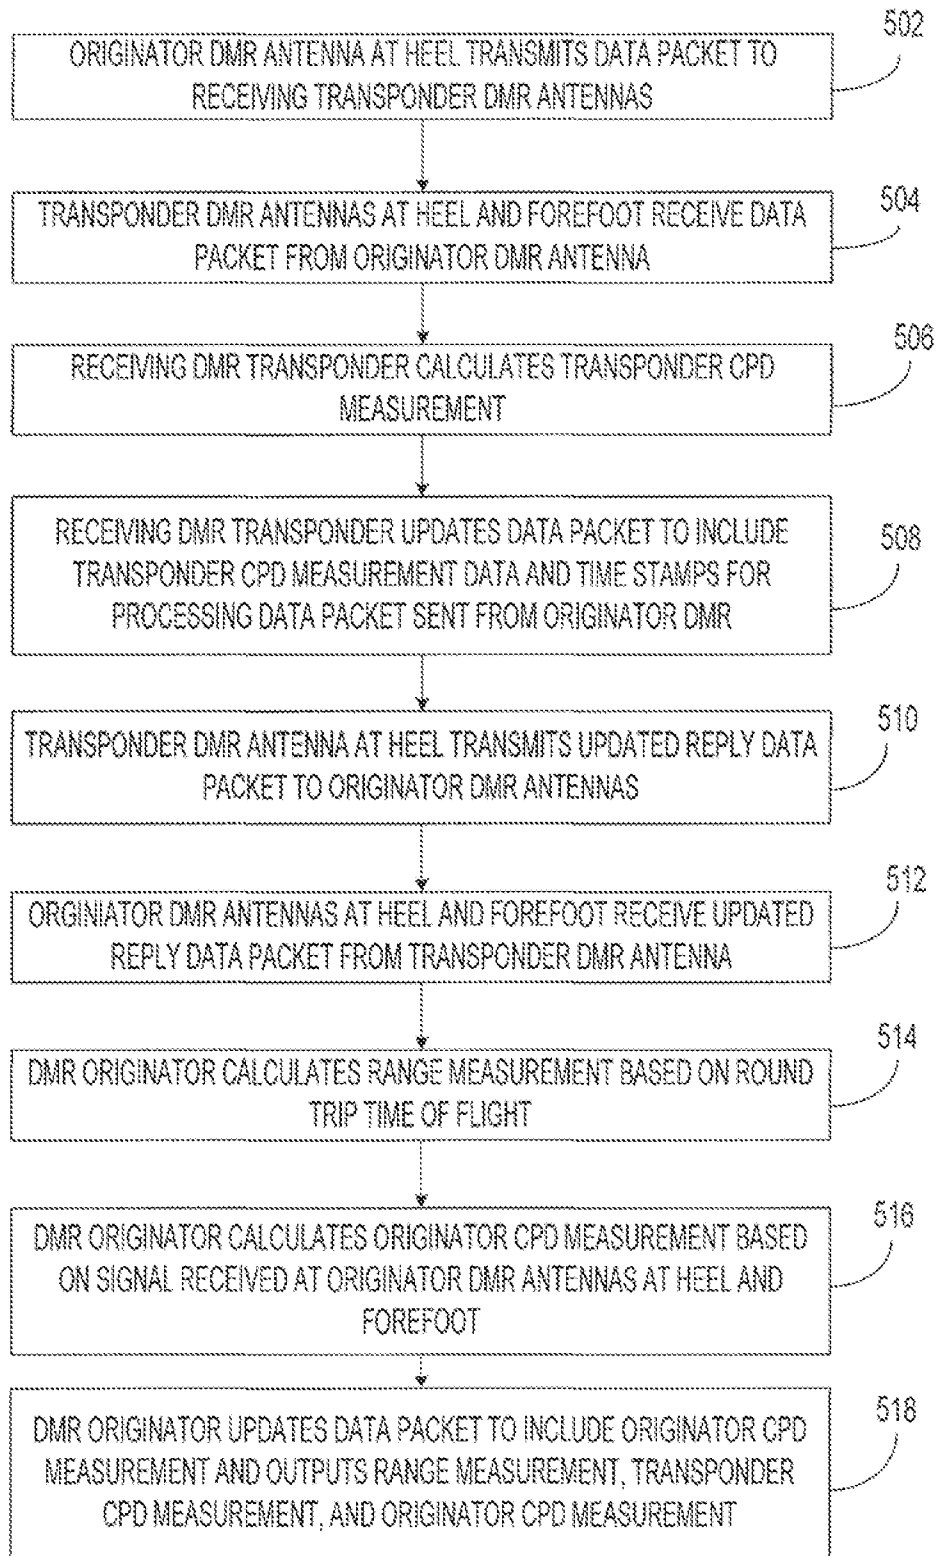 502
ORIGINATOR DMR ANTENNA AT HEEL TRANSMITS DATA PACKET TO
RECEIVING TRANSPONDER DMR ANTENNAS
504
TRANSPONDER DMR ANTENNAS AT HEEL AND FOREFOOT RECEIVE DATA
PACKET FROM ORIGINATOR DMR ANTENNA
506
RECEIVING DMR TRANSPONDER CALCULATES TRANSPONDER CPD
MEASUREMENT
508
RECEIVING DMR TRANSPONDER UPDATES DATA PACKET TO INCLUDE
TRANSPONDER CPD MEASUREMENT DATA AND TIME STAMPS FOR
PROCESSING DATA PACKET SENT FROM ORIGINATOR DMR
510
TRANSPONDER DMR ANTENNA AT HEEL TRANSMITS UPDATED REPLY DATA
PACKET TO ORIGINATOR DMR ANTENNAS
512
ORGINIATOR DMR ANTENNAS AT HEEL AND FOREFOOT RECEIVE UPDATED
REPLY DATA PACKET FROM TRANSPONDER DMR ANTENNA
514
DMR ORIGINATOR CALCULATES RANGE MEASUREMENT BASED ON ROUND
TRIP TIME OF FLIGHT
516
DMR ORIGINATOR CALCULATES ORIGINATOR CPD MEASUREMENT BASED
ON SIGNAL RECEIVED AT ORIGINATOR DMR ANTENNAS AT HEEL AND
FOREFOOT
518
DMR ORIGINATOR UPDATES DATA PACKET TO INCLUDE ORIGINATOR CPD
MEASUREMENT AND OUTPUTS RANGE MEASUREMENT, TRANSPONDER
CPD MEASUREMENT, AND ORIGINATOR CPD MEASUREMENT